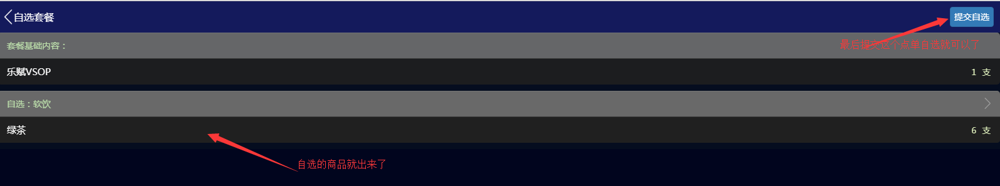 自选套餐
提交自选
套餐基础内容：
最后提交这个点单自选就可以了
乐赋VSOP
1 支
自选：软饮
绿茶
6 支
自选的商品就出来了